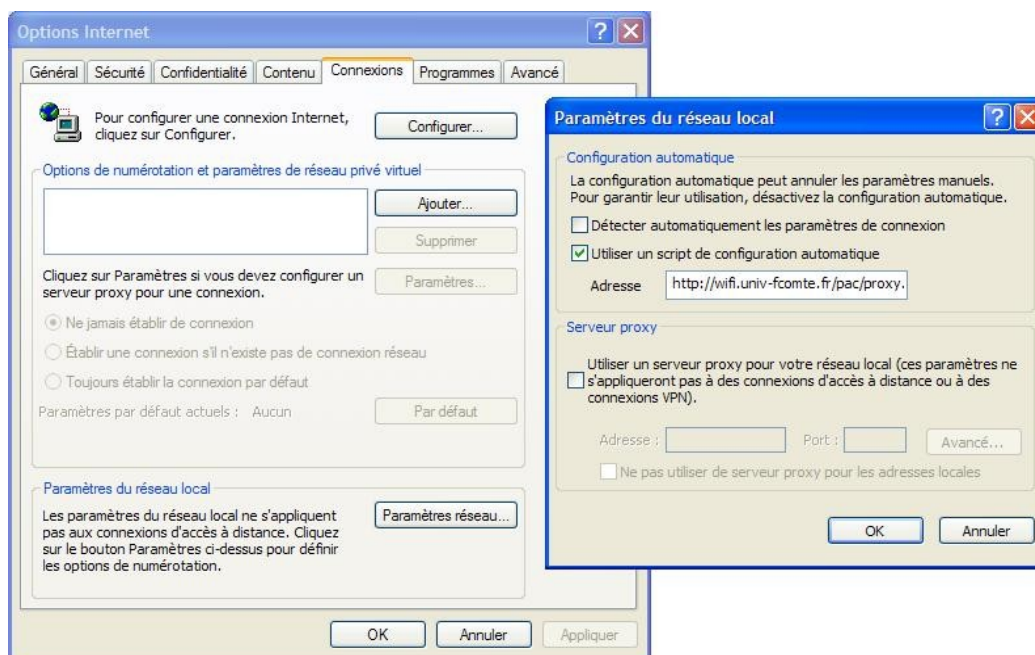 Options Internet
Général
Sécurité
Confidentialité
Contenu
Connexions
Programmes
Avancé
Pour configurer une connexion Internet,
cliquez sur Configurer.
Configurer...
Options de numérotation et paramètres de réseau privé virtuel
Ajouter...
Supprimer
Cliquez sur Paramètres si vous devez configurer un
serveur proxy pour une connexion.
Paramètres...
Ne jamais établir de connexion
Établir une connexion s'il n'existe pas de connexion réseau
Toujours établir la connexion par défaut
Paramètres par défaut actuels : Aucun
Par défaut
Paramètres du réseau local
Les paramètres du réseau local ne s'appliquent
pas aux connexions d'accès à distance. Cliquez
sur le bouton Paramètres ci-dessus pour définir
les options de numérotation.
Paramètres réseau...
OK
Annuler
Appliquer
Paramètres du réseau local
Configuration automatique
La configuration automatique peut annuler les paramètres manuels.
Pour garantir leur utilisation, désactivez la configuration automatique.
Détecter automatiquement les paramètres de connexion
Utiliser un script de configuration automatique
Adresse
http://wifi.univ-fcomte.fr/pac/proxy.
Serveur proxy
Utiliser un serveur proxy pour votre réseau local (ces paramètres ne
s'appliqueront pas à des connexions d'accès à distance ou à des
connexions VPN).
Adresse :
Port :
Avancé...
Ne pas utiliser de serveur proxy pour les adresses locales
OK
Annuler